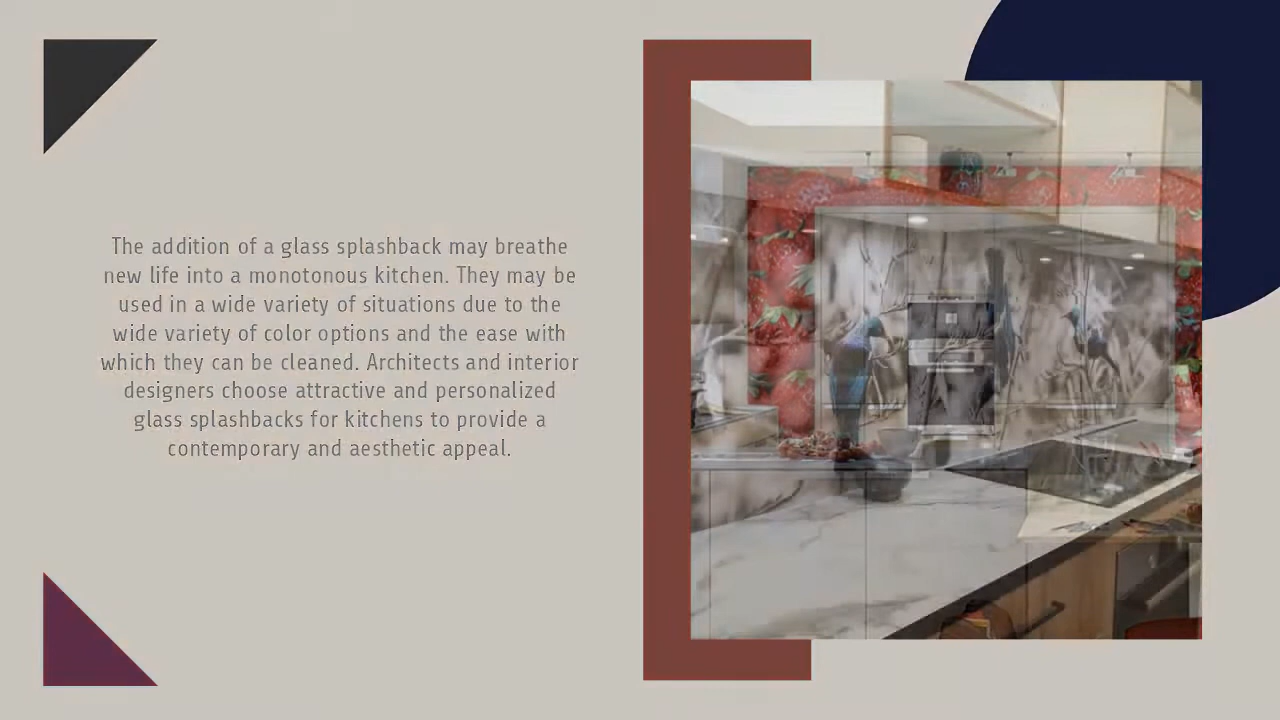 The addition of a glass splashback may breathe
new life into a monotonous kitchen. They may be
used in a wide variety of situations due to the
wide variety of color options and the ease with
which they can be cleaned. Architects and interior
designers choose attractive and personalized
glass splashbacks for kitchens to provide a
contemporary and aesthetic appeal.